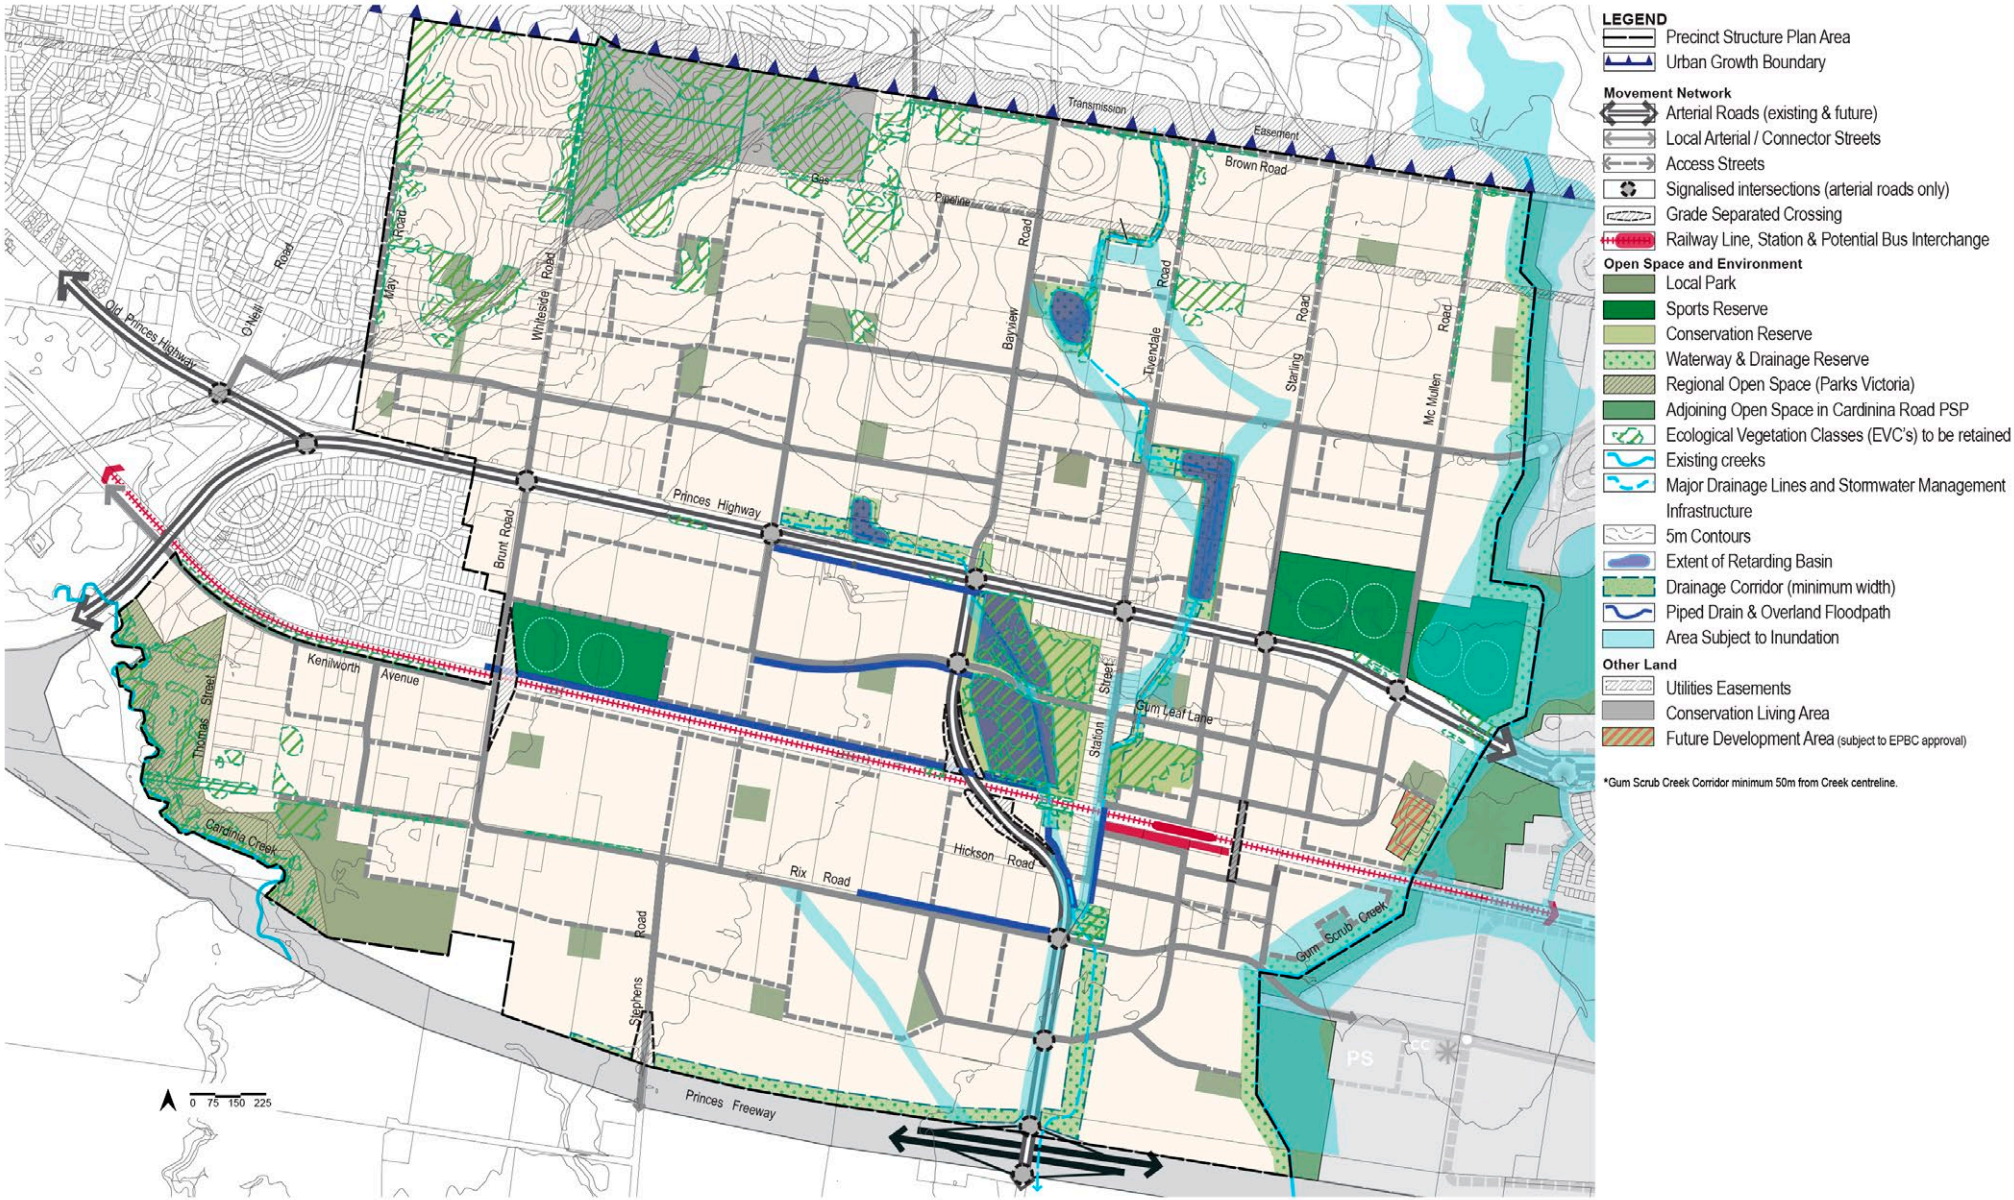 LEGEND
Precinct Structure Plan Area
Urban Growth Boundary
Movement Network
Arterial Roads (existing & future)
Local Arterial / Connector Streets
Access Streets
Signalised intersections (arterial roads only)
Grade Separated Crossing
Railway Line, Station & Potential Bus Interchange
Open Space and Environment
Local Park
Sports Reserve
Conservation Reserve
Waterway & Drainage Reserve
Regional Open Space (Parks Victoria)
Adjoining Open Space in Cardinina Road PSP
Ecological Vegetation Classes (EVC's) to be retained
Existing creeks
Major Drainage Lines and Stormwater Management
Infrastructure
5m Contours
Extent of Retarding Basin
Drainage Corridor (minimum width)
Piped Drain & Overland Floodpath
Area Subject to Inundation
Other Land
Utilities Easements
Conservation Living Area
Future Development Area (subject to EPBC approval)
*Gum Scrub Creek Corridor minimum 50m from Creek centreline.
Transmission Easement
Brown Road
Gas Pipeline
May Road
O'Neil Road
Old Princes Highway
Whiteside Road
Bayview Road
Tivendale Road
Starling Road
Mc Mullen Road
Princes Highway
Brunt Road
Kenilworth Avenue
Thomas Street
Station Street
Gum Leaf Lane
Cardinia Creek
Hickson Road
Rix Road
Gum Scrub Creek
Stephens Road
PS
CC
Princes Freeway
0 75 150 225